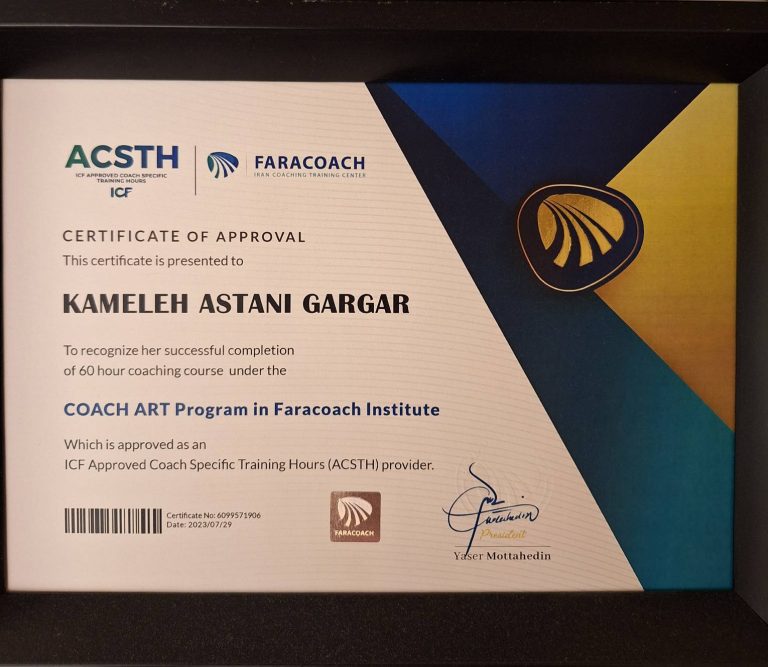 ACSTH
ICF APPROVED COACH SPECIFIC
TRAINING HOURS
ICF
FARACOACH
IRAN COACHING TRAINING CENTER
CERTIFICATE OF APPROVAL
This certificate is presented to
KAMELEH ASTANI GARGAR
To recognize her successful completion
of 60 hour coaching course under the
COACH ART Program in Faracoach Institute
Which is approved as an
ICF Approved Coach Specific Training Hours (ACSTH) provider.
Certificate No: 6099571906
Date: 2023/07/29
FARACOACH
President
Yaser Mottahedin